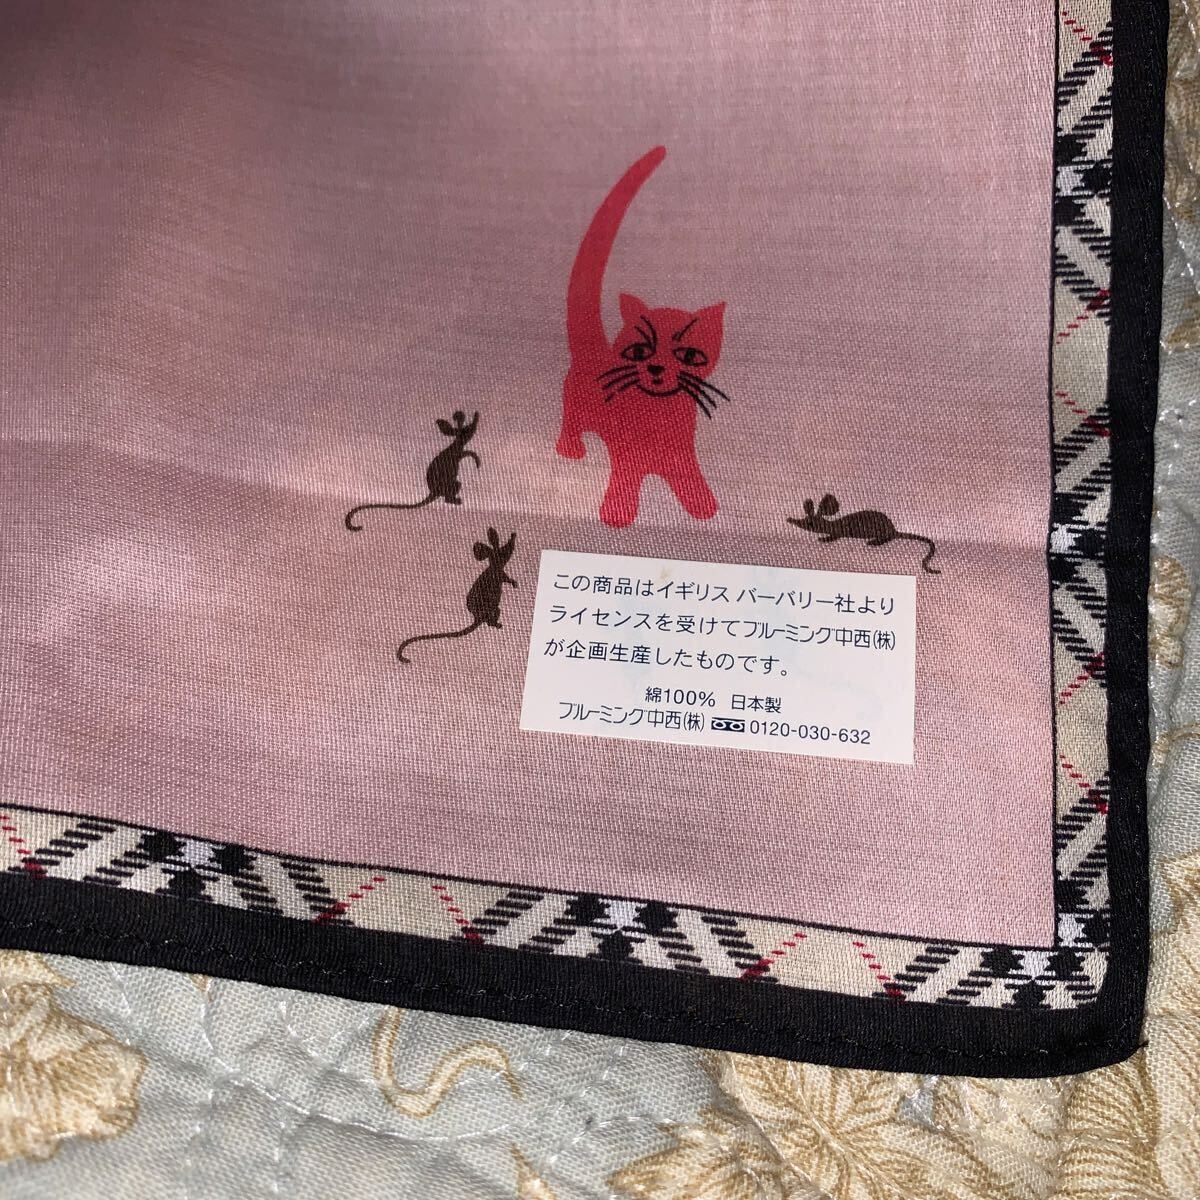 この商品はイギリス バーバリー社より
ライセンスを受けてブルーミング中西(株)
が企画生産したものです。
綿100% 日本製
ブルーミング中西(株) 0120-030-632